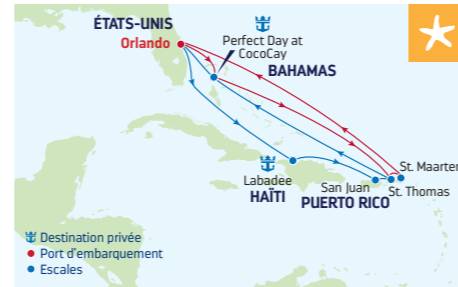 ÉTATS-UNIS
Orlando
Perfect Day at
CocoCay
BAHAMAS
Labadee
HAÏTI
San Juan
PUERTO RICO
St. Maarten
St. Thomas
Destination privée
Port d'embarquement
Escales